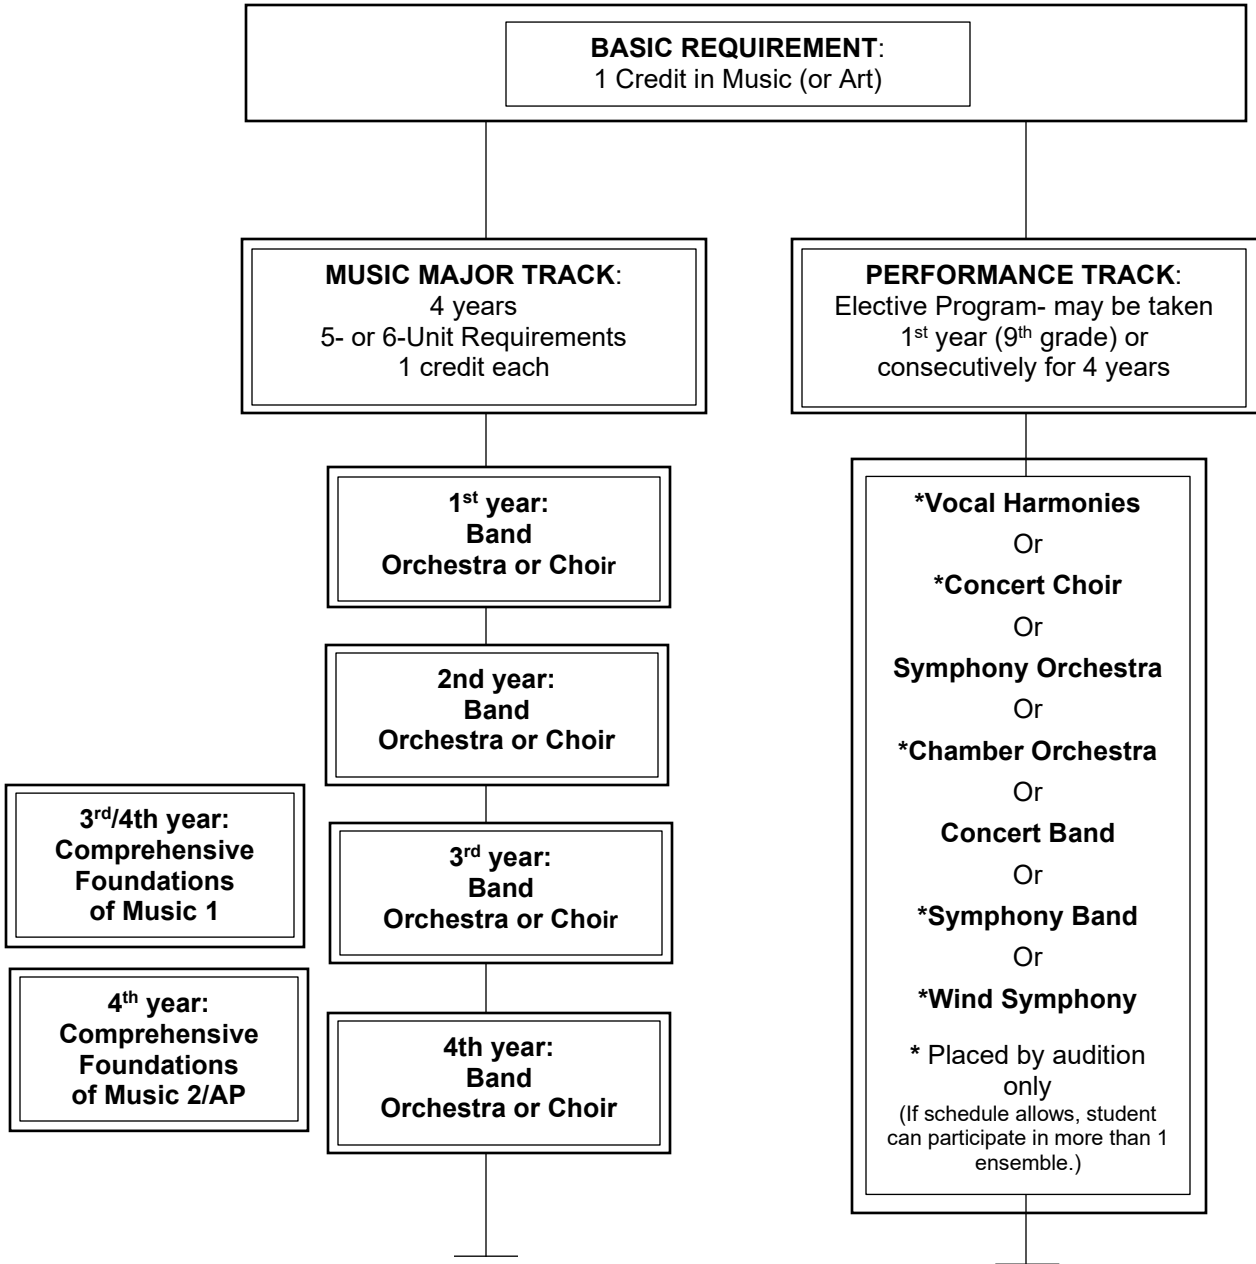 BASIC REQUIREMENT:
1 Credit in Music (or Art)
MUSIC MAJOR TRACK:
4 years
5- or 6-Unit Requirements
1 credit each
PERFORMANCE TRACK:
Elective Program- may be taken
1st year (9th grade) or
consecutively for 4 years
1st year:
Band
Orchestra or Choir
2nd year:
Band
Orchestra or Choir
3rd/4th year:
Comprehensive
Foundations
of Music 1
3rd year:
Band
Orchestra or Choir
4th year:
Comprehensive
Foundations
of Music 2/AP
4th year:
Band
Orchestra or Choir
*Vocal Harmonies
Or
*Concert Choir
Or
Symphony Orchestra
Or
*Chamber Orchestra
Or
Concert Band
Or
*Symphony Band
Or
*Wind Symphony
* Placed by audition
only
(If schedule allows, student
can participate in more than 1
ensemble.)